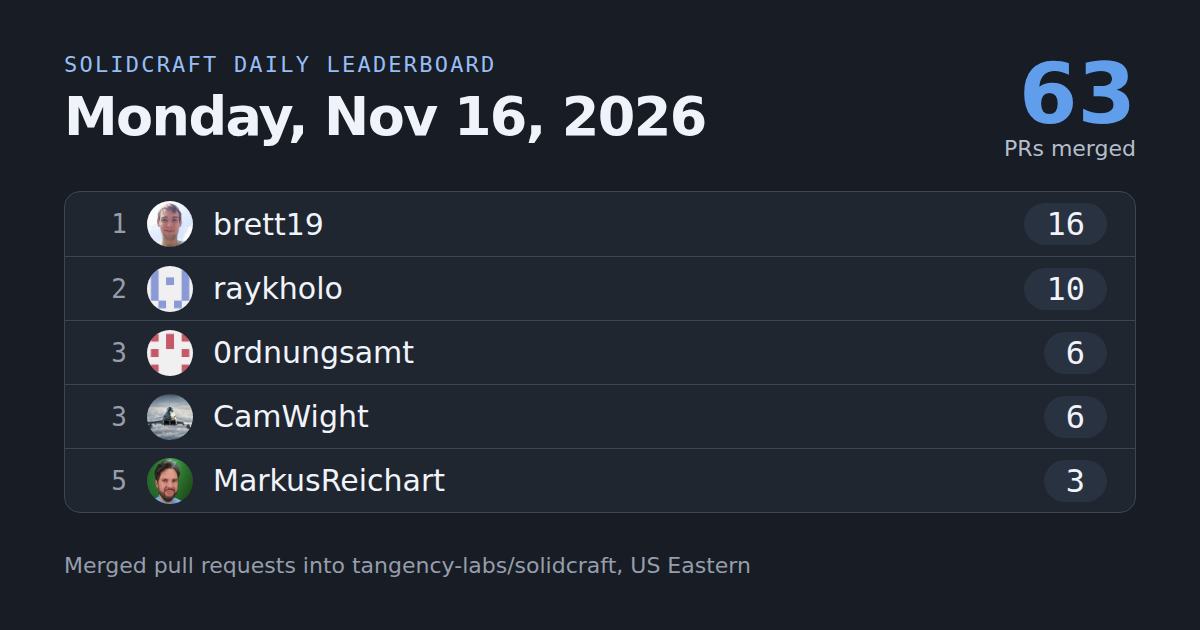 SOLIDCRAFT DAILY LEADERBOARD
Monday, Nov 16, 2026
63
PRs merged
1 brett19 16
2 raykholo 10
3 0rdnungsamt 6
3 CamWight 6
5 MarkusReichart 3
Merged pull requests into tangency-labs/solidcraft, US Eastern